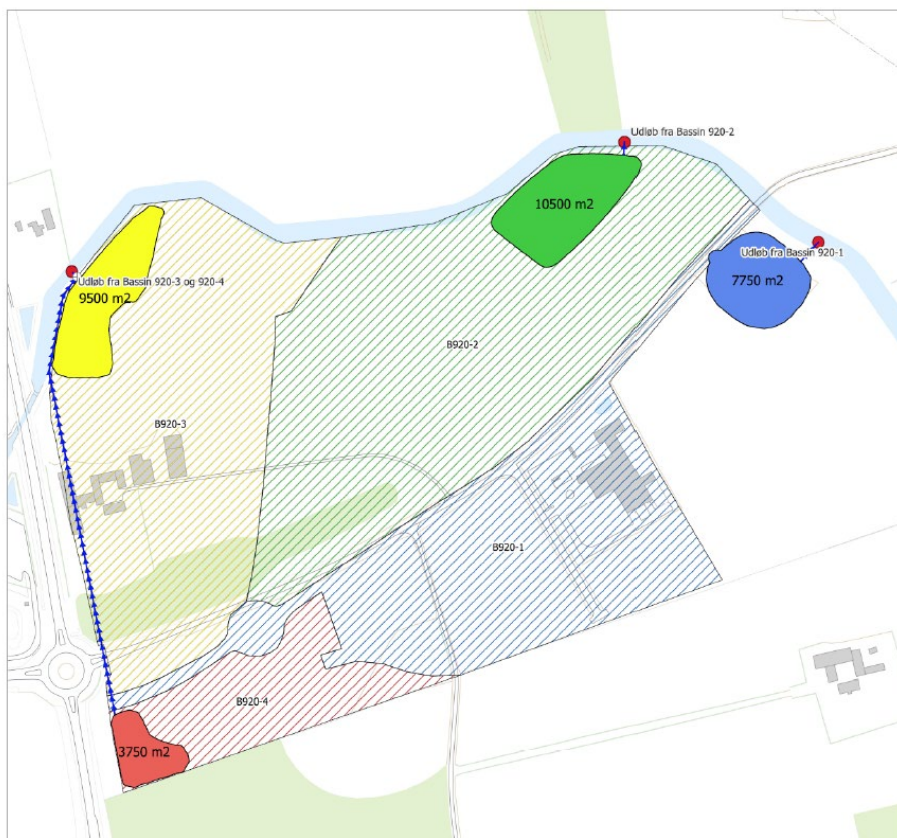 Udløb fra Bassin 920-2
10500 m2
Udløb fra Bassin 920-1
7750 m2
Udløb fra Bassin 920-3 og 920-4
9500 m2
B920-2
B920-3
B920-1
B920-4
3750 m2